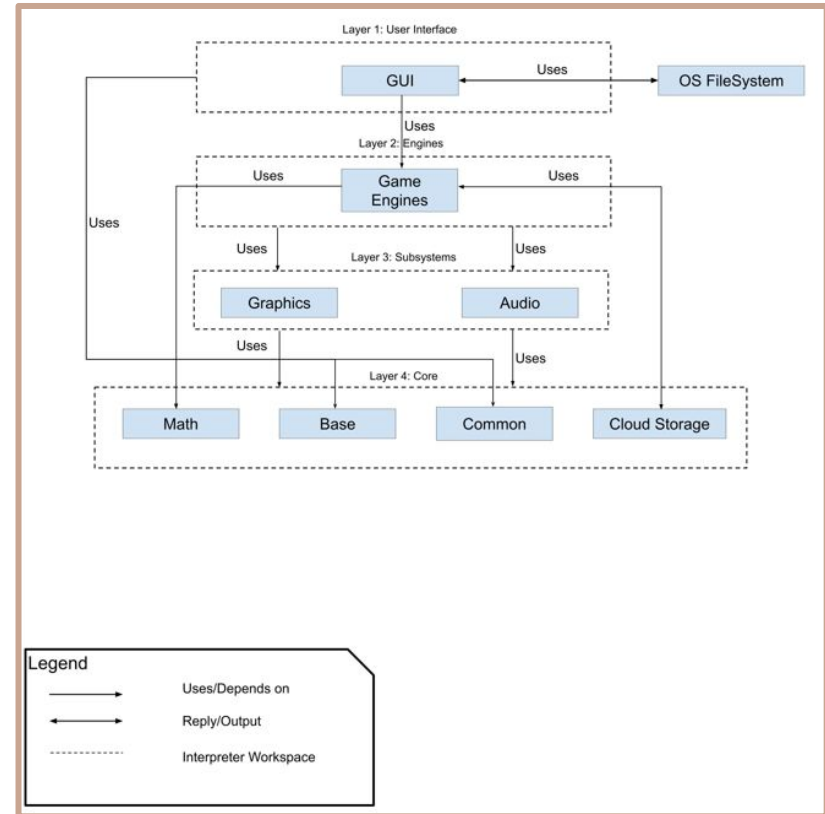 Layer 1: User Interface
GUI
Uses
OS FileSystem
Uses
Layer 2: Engines
Uses
Game
Engines
Uses
Uses
Uses
Uses
Layer 3: Subsystems
Graphics
Audio
Uses
Uses
Layer 4: Core
Math
Base
Common
Cloud Storage
Legend
Uses/Depends on
Reply/Output
Interpreter Workspace